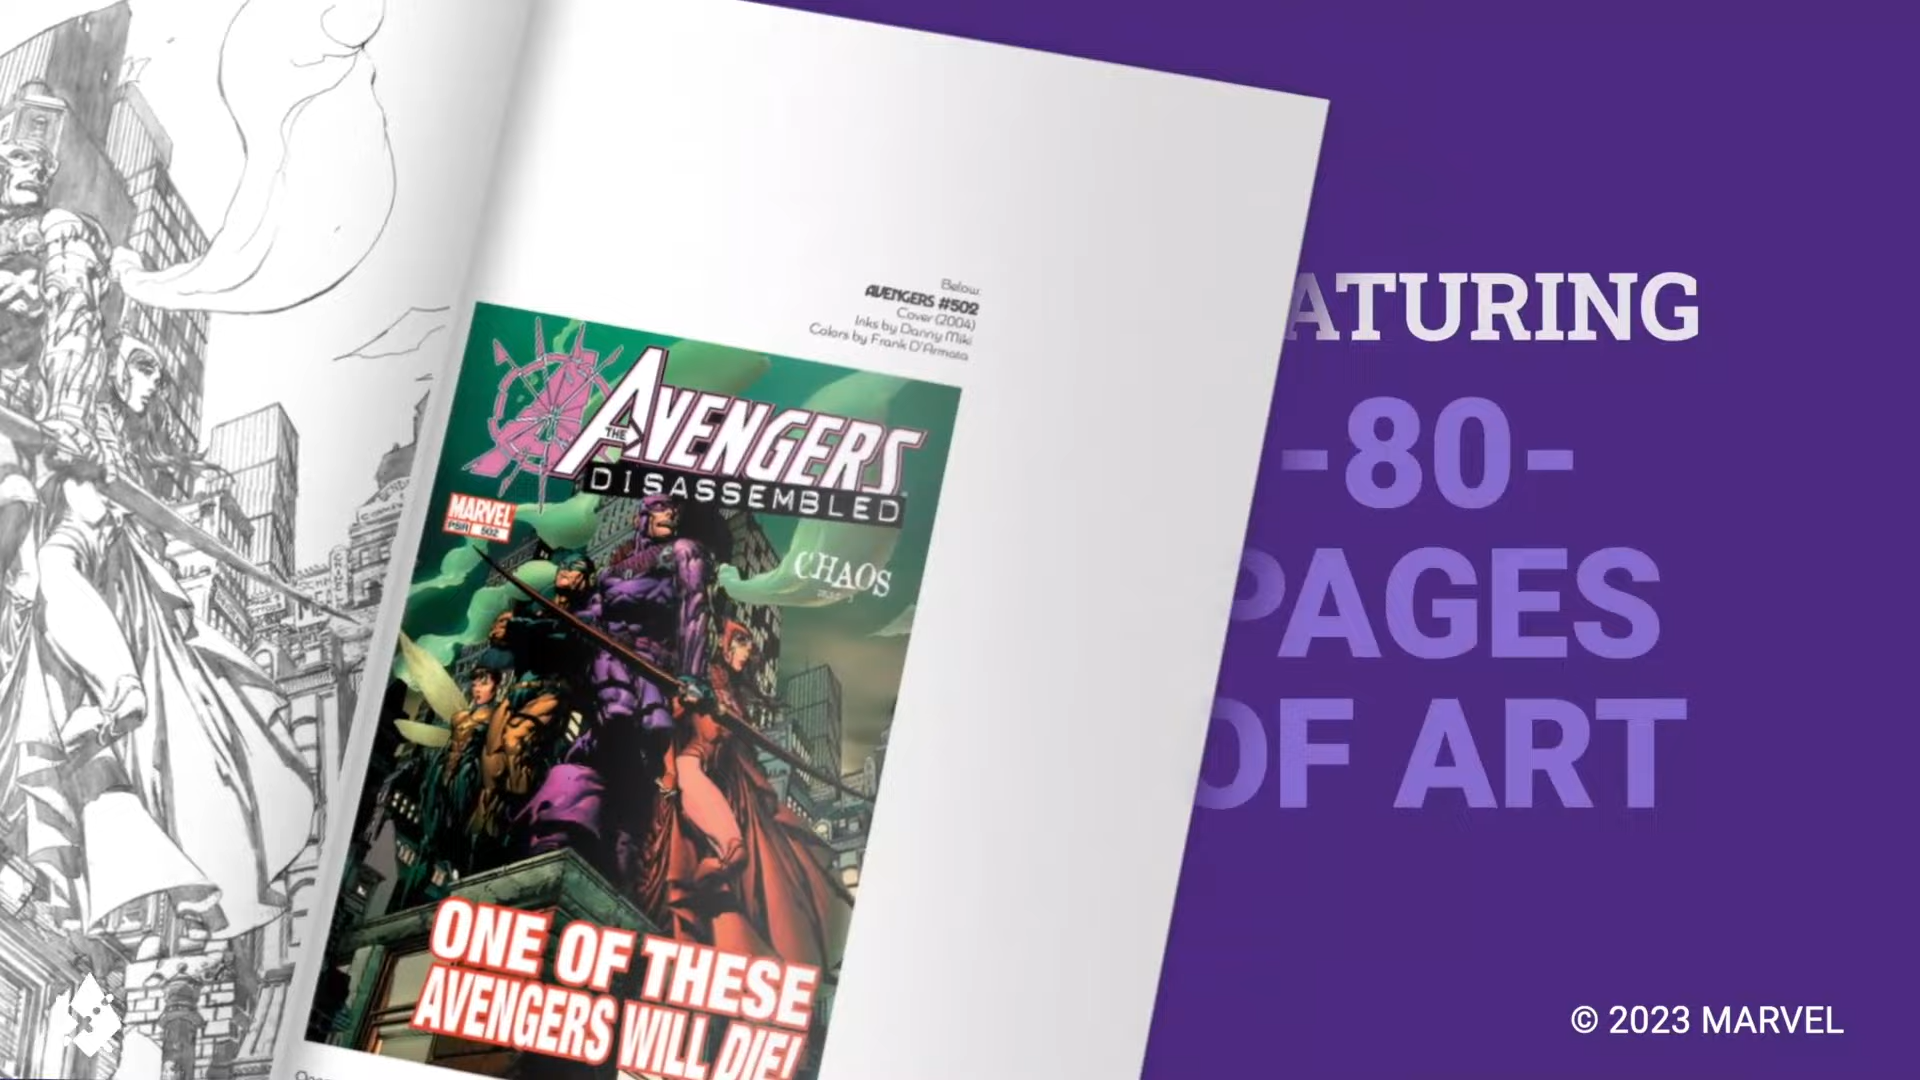 Below:
AVENGERS #502
Cover (2004)
Inks by Danny Miki
Colors by Frank D'Armata
THE AVENGERS
DISASSEMBLED
MARVEL
PSR 502
CHAOS
ONE OF THESE
AVENGERS WILL DIE!
ATURING
-80-
PAGES
OF ART
© 2023 MARVEL